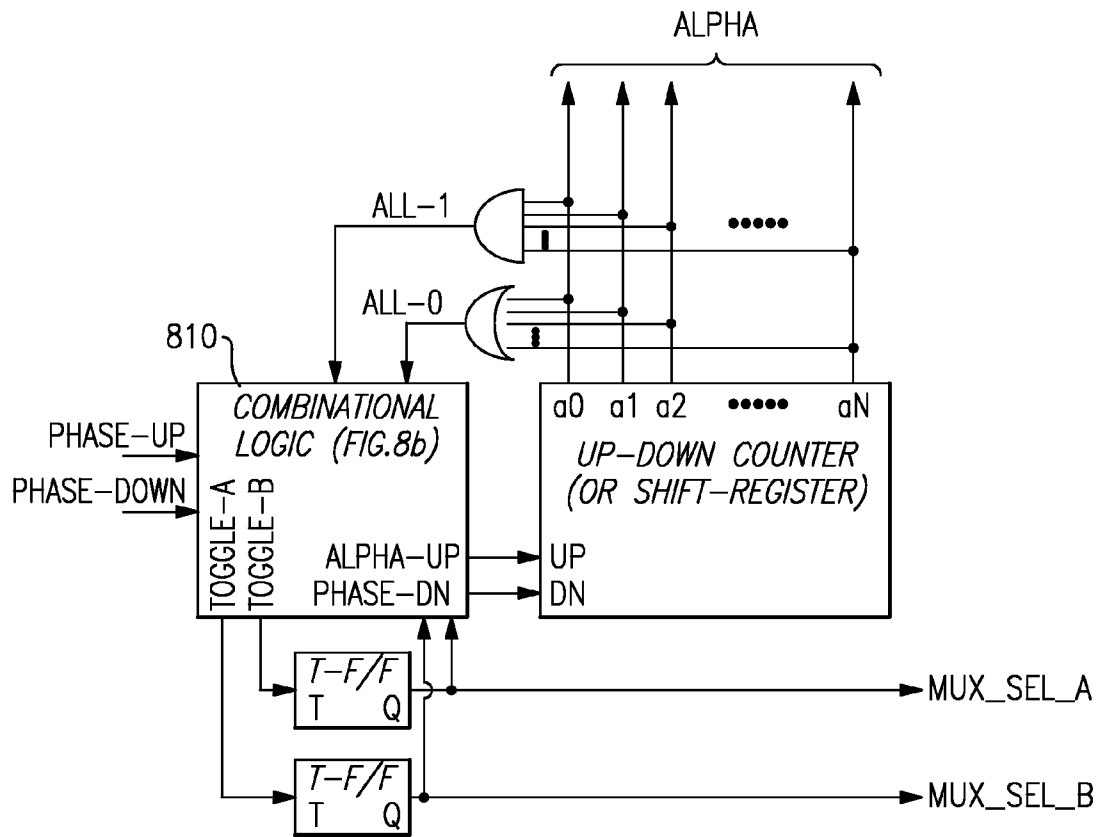 ALPHA
ALL-1
ALL-0
810
a0 a1 a2 aN
COMBINATIONAL
LOGIC (FIG.8b)
UP-DOWN COUNTER
(OR SHIFT-REGISTER)
PHASE-UP
PHASE-DOWN
TOGGLE-A
TOGGLE-B
ALPHA-UP
PHASE-DN
UP
DN
T-F/F
T Q
MUX_SEL_A
T-F/F
T Q
MUX_SEL_B